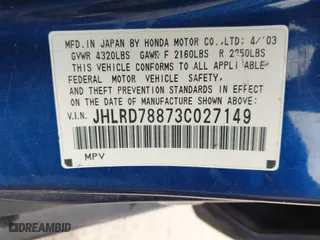 MFD. IN JAPAN BY HONDA MOTOR CO.,LTD. 4/'03
GVWR 4320LBS GAWR F 2160LBS R 2250LBS
THIS VEHICLE CONFORMS TO ALL APPLICABLE
FEDERAL MOTOR VEHICLE SAFETY,
AND THEFT PREVENTION STANDARDS
IN EFFECT ON THE DATE OF
MANUFACTURE SHOWN ABOVE.
V.I.N. JHLRD78873C027149
MPV
DREAMBID